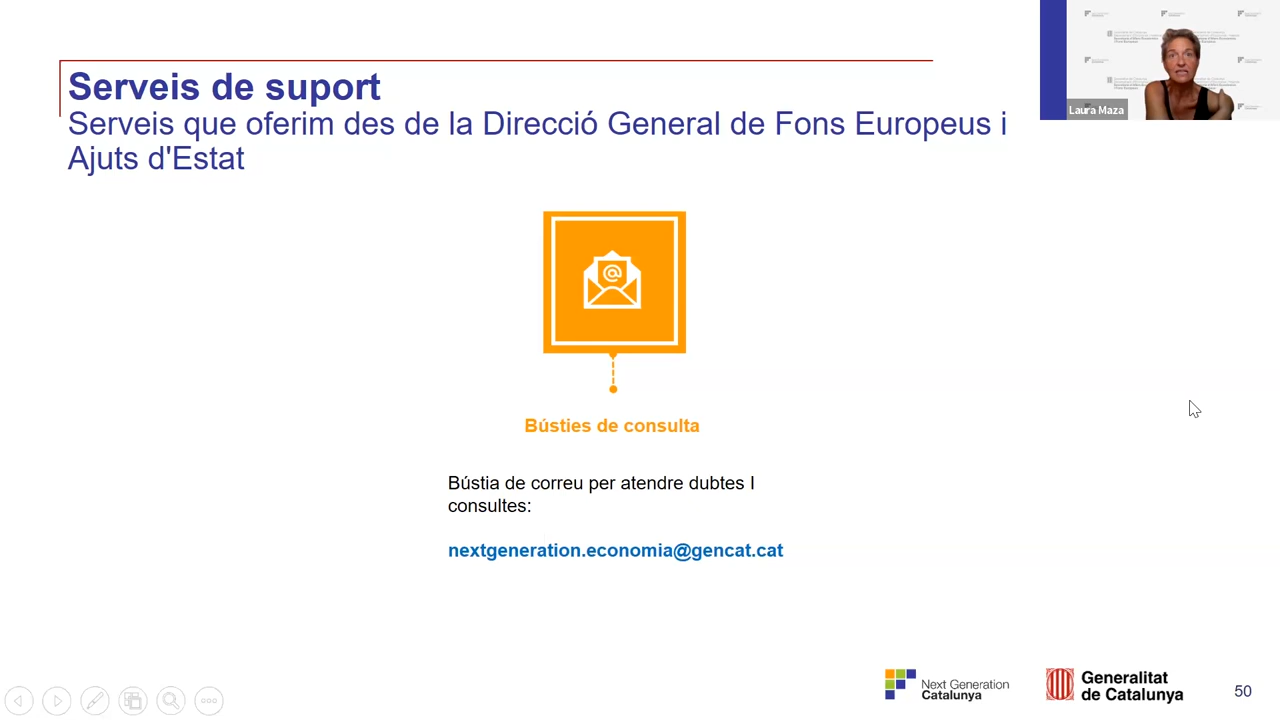 Serveis de suport
Serveis que oferim des de la Direcció General de Fons Europeus i
Ajuts d'Estat
Laura Maza
@
Bústies de consulta
Bústia de correu per atendre dubtes I
consultes:
nextgeneration.economia@gencat.cat
Next Generation
Catalunya
Generalitat
de Catalunya
50